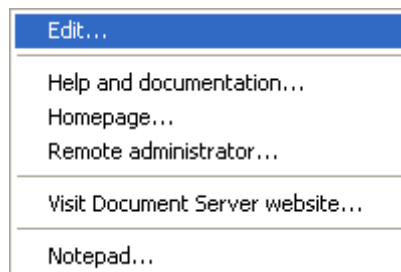 Edit...
Help and documentation...
Homepage...
Remote administrator...
Visit Document Server website...
Notepad...